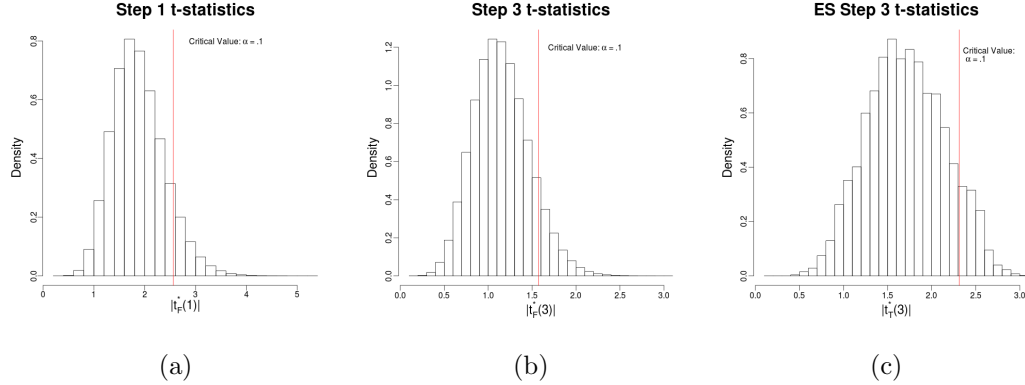 Step 1 t-statistics
Critical Value: α = .1
Density
0.0 0.2 0.4 0.6 0.8
0 1 2 3 4 5
|t*F(1)|
(a)
Step 3 t-statistics
Critical Value: α = .1
Density
0.0 0.2 0.4 0.6 0.8 1.0 1.2
0.0 0.5 1.0 1.5 2.0 2.5 3.0
|t*F(3)|
(b)
ES Step 3 t-statistics
Critical Value:
α = .1
Density
0.0 0.2 0.4 0.6 0.8
0.0 0.5 1.0 1.5 2.0 2.5 3.0
|t*T(3)|
(c)